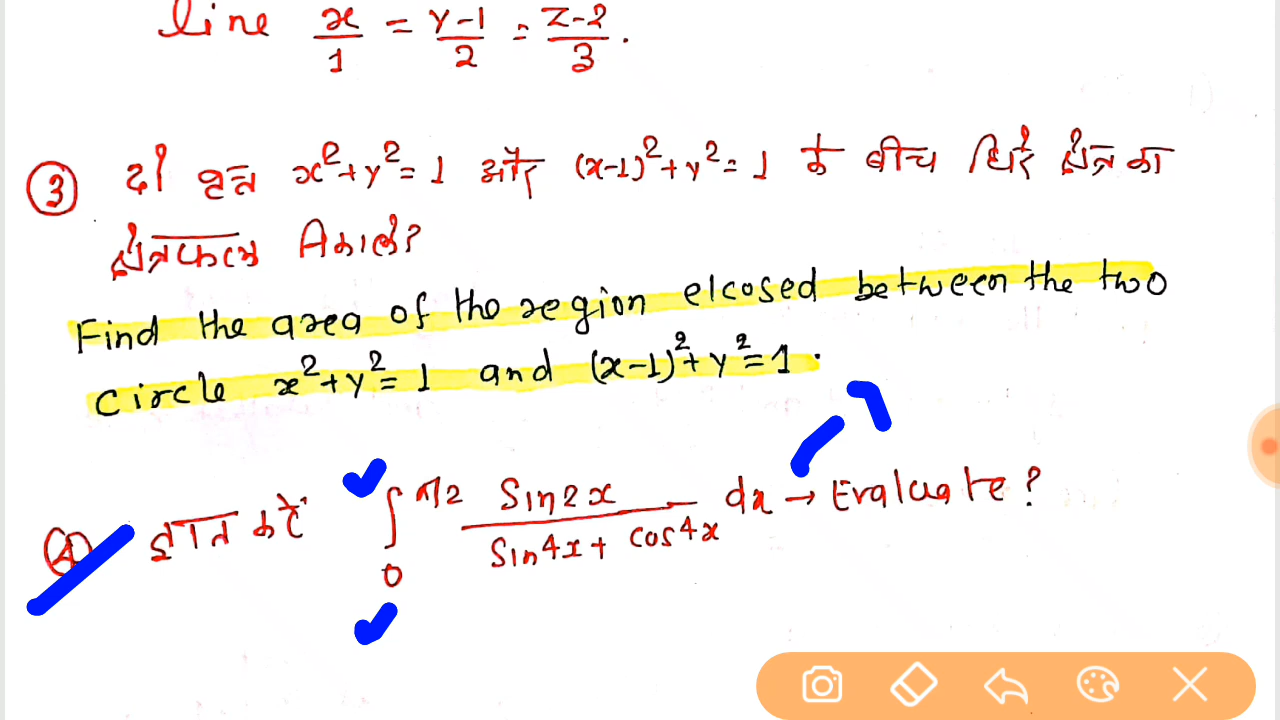 line x/1 = y-1/2 = z-2/3.
③ दो वृत्त x²+y²=1 और (x-1)²+y²=1 के बीच घिरे क्षेत्र का
क्षेत्रफल निकालें?
Find the area of the region elcosed between the two
circle x²+y²=1 and (x-1)²+y²=1.
④ ज्ञात करें ∫₀^π/2 Sin2x/Sin⁴x+cos⁴x dx → Evaluate?